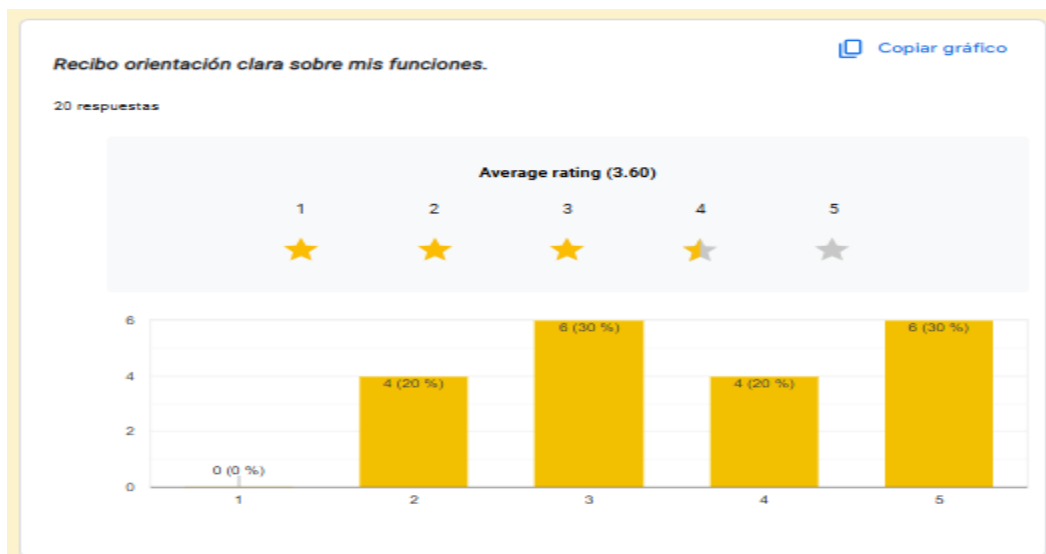 Copiar gráfico
Recibo orientación clara sobre mis funciones.
20 respuestas
Average rating (3.60)
1 2 3 4 5
6
6 (30 %) 6 (30 %)
4
4 (20 %) 4 (20 %)
2
0 (0 %)
0
1 2 3 4 5